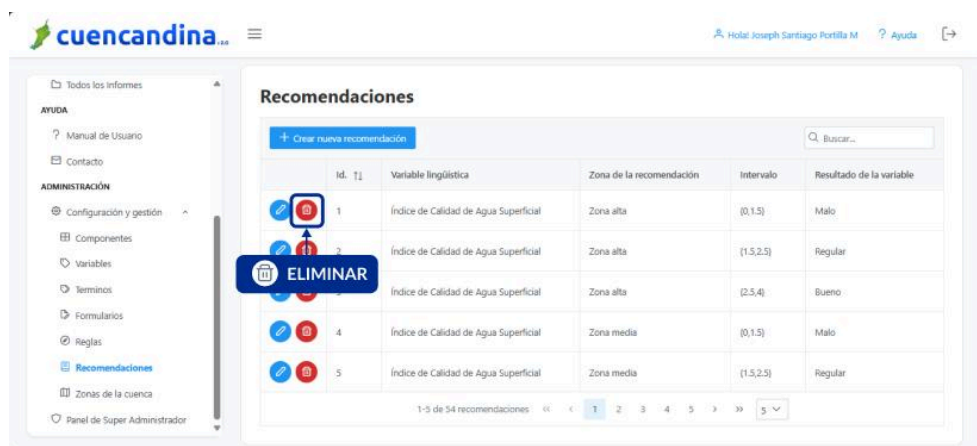 cuencandina
Hola! Joseph Santiago Portilla M
? Ayuda
Todos los Informes
AYUDA
? Manual de Usuario
Contacto
ADMINISTRACIÓN
Configuración y gestión
Componentes
Variables
Terminos
Formularios
Reglas
Recomendaciones
Zonas de la cuenca
Panel de Super Administrador
Recomendaciones
+ Crear nueva recomendación
Buscar...
Id. Variable lingüística Zona de la recomendación Intervalo Resultado de la variable
1 Índice de Calidad de Agua Superficial Zona alta (0,1.5) Malo
2 Índice de Calidad de Agua Superficial Zona alta (1.5,2.5) Regular
ELIMINAR
Índice de Calidad de Agua Superficial Zona alta (2.5,4) Bueno
4 Índice de Calidad de Agua Superficial Zona media (0,1.5) Malo
5 Índice de Calidad de Agua Superficial Zona media (1.5,2.5) Regular
1-5 de 54 recomendaciones « ‹ 1 2 3 4 5 › » 5